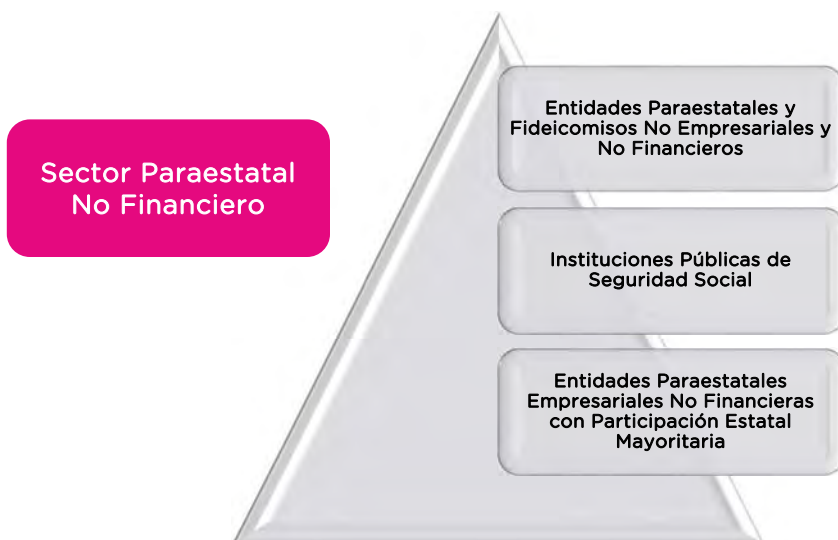 Sector Paraestatal
No Financiero
Entidades Paraestatales y
Fideicomisos No Empresariales y
No Financieros
Instituciones Públicas de
Seguridad Social
Entidades Paraestatales
Empresariales No Financieras
con Participación Estatal
Mayoritaria